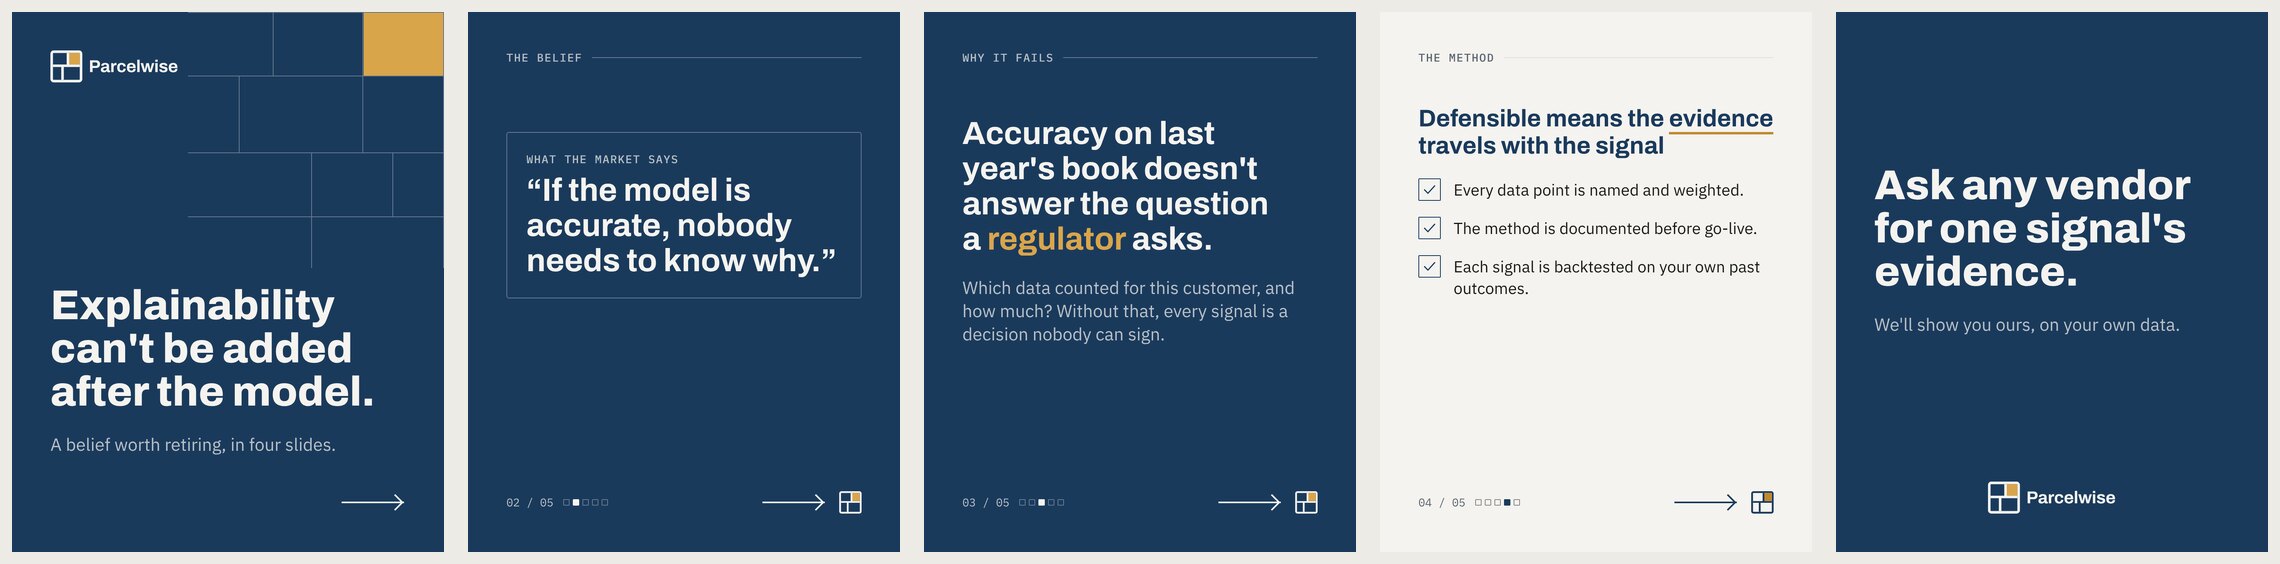 Parcelwise
Explainability
can't be added
after the model.
A belief worth retiring, in four slides.
THE BELIEF
WHAT THE MARKET SAYS
“If the model is
accurate, nobody
needs to know why.”
02 / 05
WHY IT FAILS
Accuracy on last
year's book doesn't
answer the question
a regulator asks.
Which data counted for this customer, and
how much? Without that, every signal is a
decision nobody can sign.
03 / 05
THE METHOD
Defensible means the evidence
travels with the signal
Every data point is named and weighted.
The method is documented before go-live.
Each signal is backtested on your own past
outcomes.
04 / 05
Ask any vendor
for one signal's
evidence.
We'll show you ours, on your own data.
Parcelwise